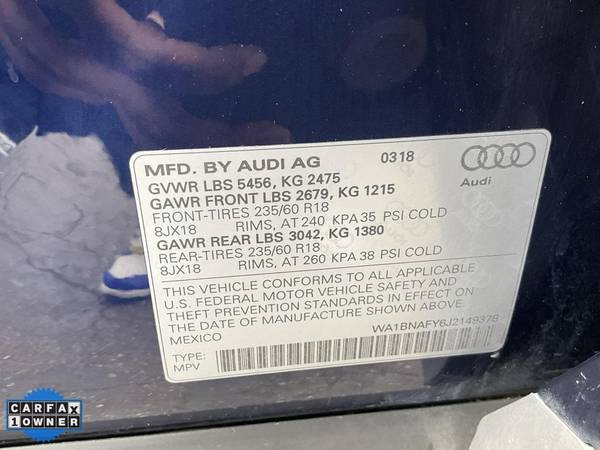 MFD. BY AUDI AG 0318
GVWR LBS 5456, KG 2475
GAWR FRONT LBS 2679, KG 1215
FRONT-TIRES 235/60 R18
8JX18 RIMS, AT 240 KPA 35 PSI COLD
GAWR REAR LBS 3042, KG 1380
REAR-TIRES 235/60 R18
8JX18 RIMS, AT 260 KPA 38 PSI COLD
THIS VEHICLE CONFORMS TO ALL APPLICABLE
U.S. FEDERAL MOTOR VEHICLE SAFETY AND
THEFT PREVENTION STANDARDS IN EFFECT ON
THE DATE OF MANUFACTURE SHOWN ABOVE.
MEXICO WA1BNAFY6J2149378
TYPE:
MPV
Audi
CARFAX
1 OWNER